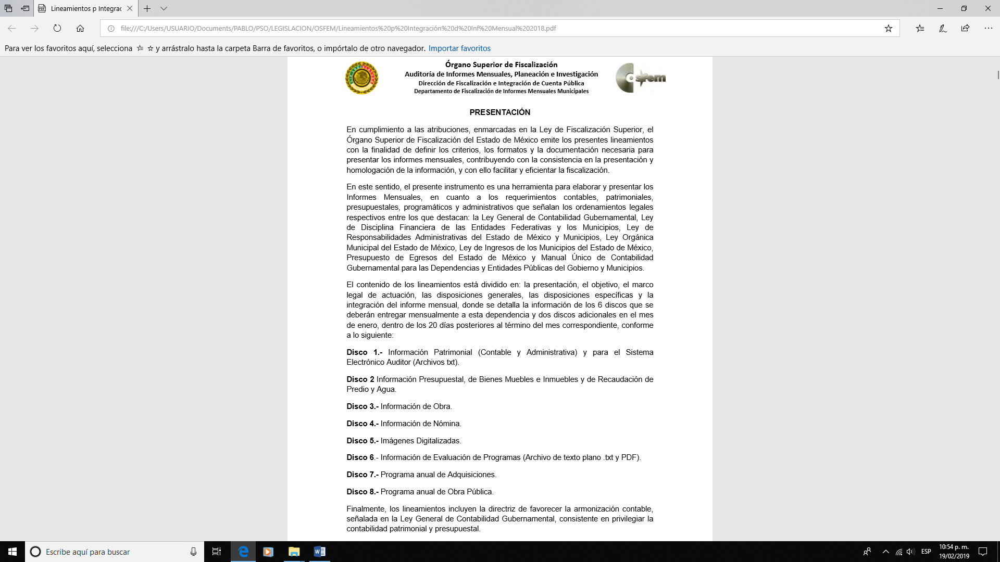 Lineamientos p Integrac
file:///C:/Users/USUARIO/Documents/PABLO/PSO/LEGISLACION/OSFEM/Lineamientos%20p%20Integración%20d%20Inf%20Mensual%202018.pdf
Para ver los favoritos aquí, selecciona y arrástralo hasta la carpeta Barra de favoritos, o impórtalo de otro navegador. Importar favoritos
Órgano Superior de Fiscalización
Auditoría de Informes Mensuales, Planeación e Investigación
Dirección de Fiscalización e Integración de Cuenta Pública
Departamento de Fiscalización de Informes Mensuales Municipales
osfem
PRESENTACIÓN
En cumplimiento a las atribuciones, enmarcadas en la Ley de Fiscalización Superior, el
Órgano Superior de Fiscalización del Estado de México emite los presentes lineamientos
con la finalidad de definir los criterios, los formatos y la documentación necesaria para
presentar los informes mensuales, contribuyendo con la consistencia en la presentación y
homologación de la información, y con ello facilitar y eficientar la fiscalización.
En este sentido, el presente instrumento es una herramienta para elaborar y presentar los
Informes Mensuales, en cuanto a los requerimientos contables, patrimoniales,
presupuestales, programáticos y administrativos que señalan los ordenamientos legales
respectivos entre los que destacan: la Ley General de Contabilidad Gubernamental, Ley
de Disciplina Financiera de las Entidades Federativas y los Municipios, Ley de
Responsabilidades Administrativas del Estado de México y Municipios, Ley Orgánica
Municipal del Estado de México, Ley de Ingresos de los Municipios del Estado de México,
Presupuesto de Egresos del Estado de México y Manual Único de Contabilidad
Gubernamental para las Dependencias y Entidades Públicas del Gobierno y Municipios.
El contenido de los lineamientos está dividido en: la presentación, el objetivo, el marco
legal de actuación, las disposiciones generales, las disposiciones específicas y la
integración del informe mensual, donde se detalla la información de los 6 discos que se
deberán entregar mensualmente a esta dependencia y dos discos adicionales en el mes
de enero, dentro de los 20 días posteriores al término del mes correspondiente, conforme
a lo siguiente:
Disco 1.- Información Patrimonial (Contable y Administrativa) y para el Sistema
Electrónico Auditor (Archivos txt).
Disco 2 Información Presupuestal, de Bienes Muebles e Inmuebles y de Recaudación de
Predio y Agua.
Disco 3.- Información de Obra.
Disco 4.- Información de Nómina.
Disco 5.- Imágenes Digitalizadas.
Disco 6.- Información de Evaluación de Programas (Archivo de texto plano .txt y PDF).
Disco 7.- Programa anual de Adquisiciones.
Disco 8.- Programa anual de Obra Pública.
Finalmente, los lineamientos incluyen la directriz de favorecer la armonización contable,
señalada en la Ley General de Contabilidad Gubernamental, consistente en privilegiar la
contabilidad patrimonial y presupuestal.
Escribe aquí para buscar
ESP
10:54 p. m.
19/02/2019